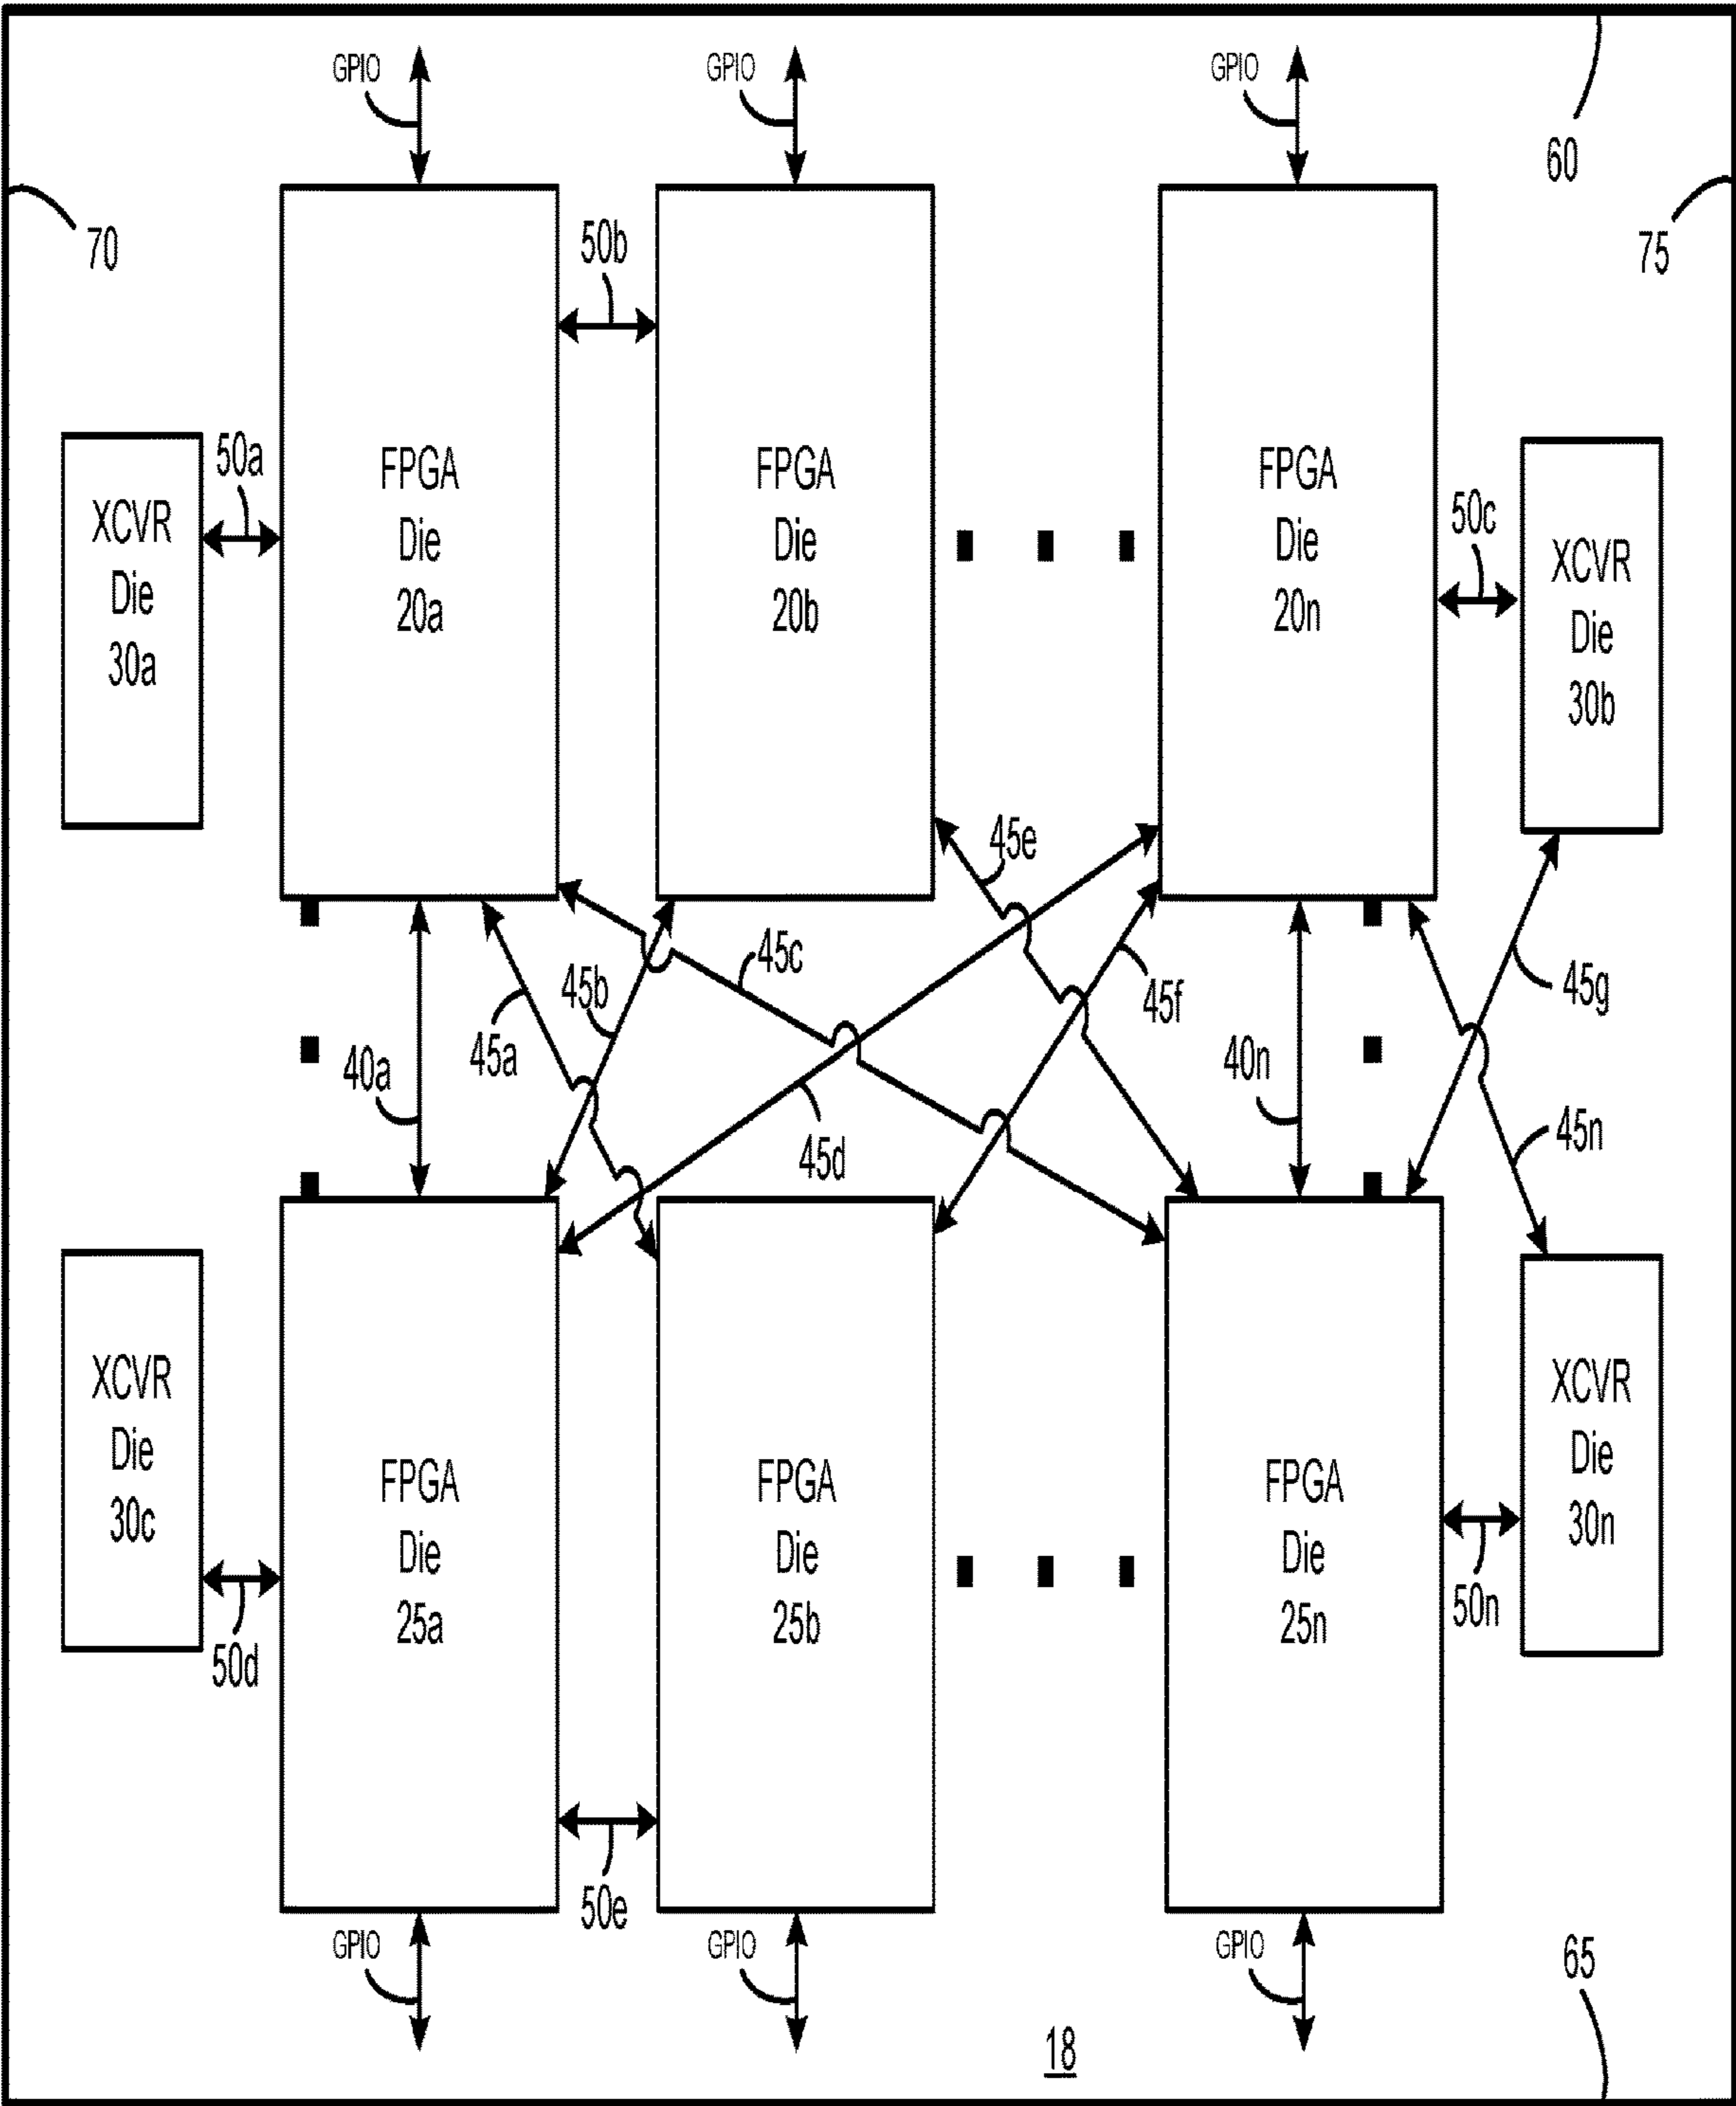 GPIO
GPIO
GPIO
60
70
75
50b
50a
FPGA
Die
20a
FPGA
Die
20b
FPGA
Die
20n
50c
XCVR
Die
30a
XCVR
Die
30b
45e
45c
45b
45a
45f
45g
40a
40n
45d
45n
XCVR
Die
30c
XCVR
Die
30n
FPGA
Die
25a
FPGA
Die
25b
FPGA
Die
25n
50d
50n
50e
GPIO
GPIO
GPIO
65
18